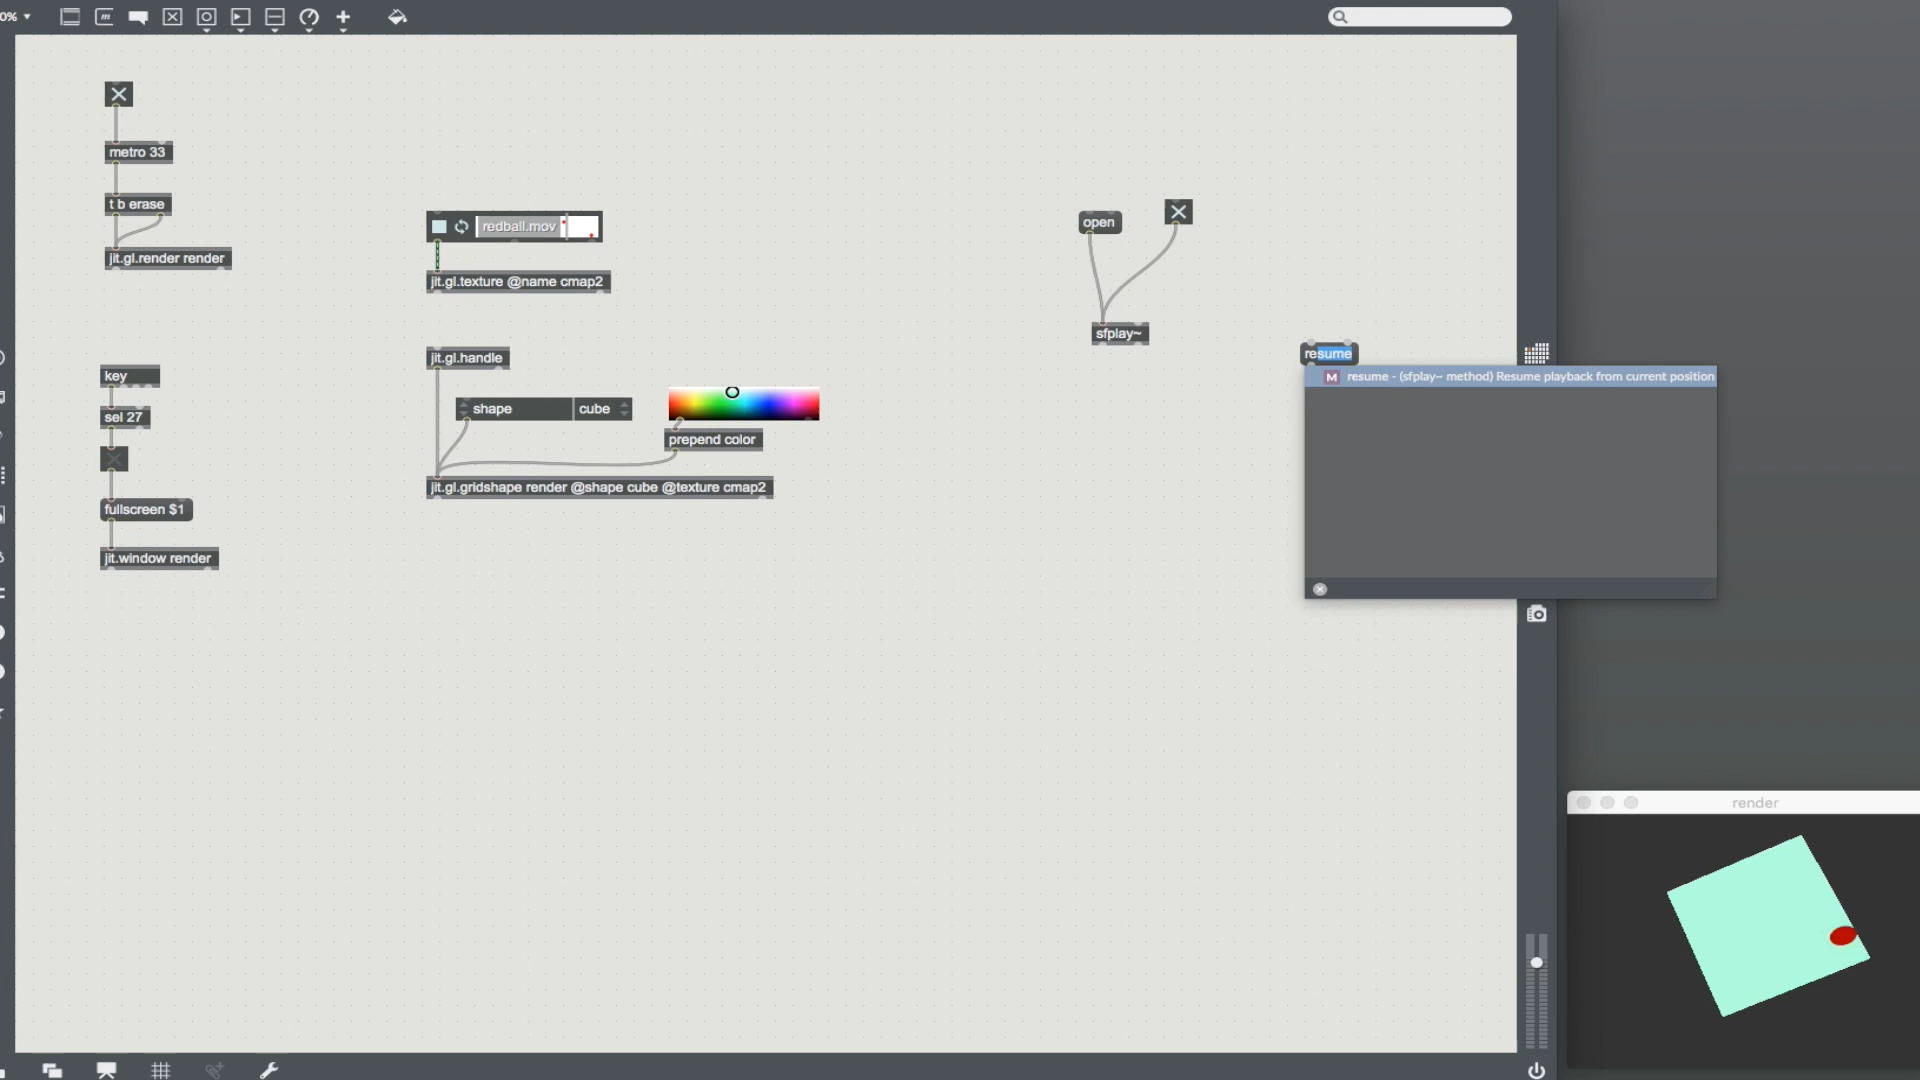 0%
metro 33
t b erase
jit.gl.render render
key
sel 27
fullscreen $1
jit.window render
redball.mov
jit.gl.texture @name cmap2
jit.gl.handle
shape cube
prepend color
jit.gl.gridshape render @shape cube @texture cmap2
open
sfplay~
resume
M resume - (sfplay~ method) Resume playback from current position
render